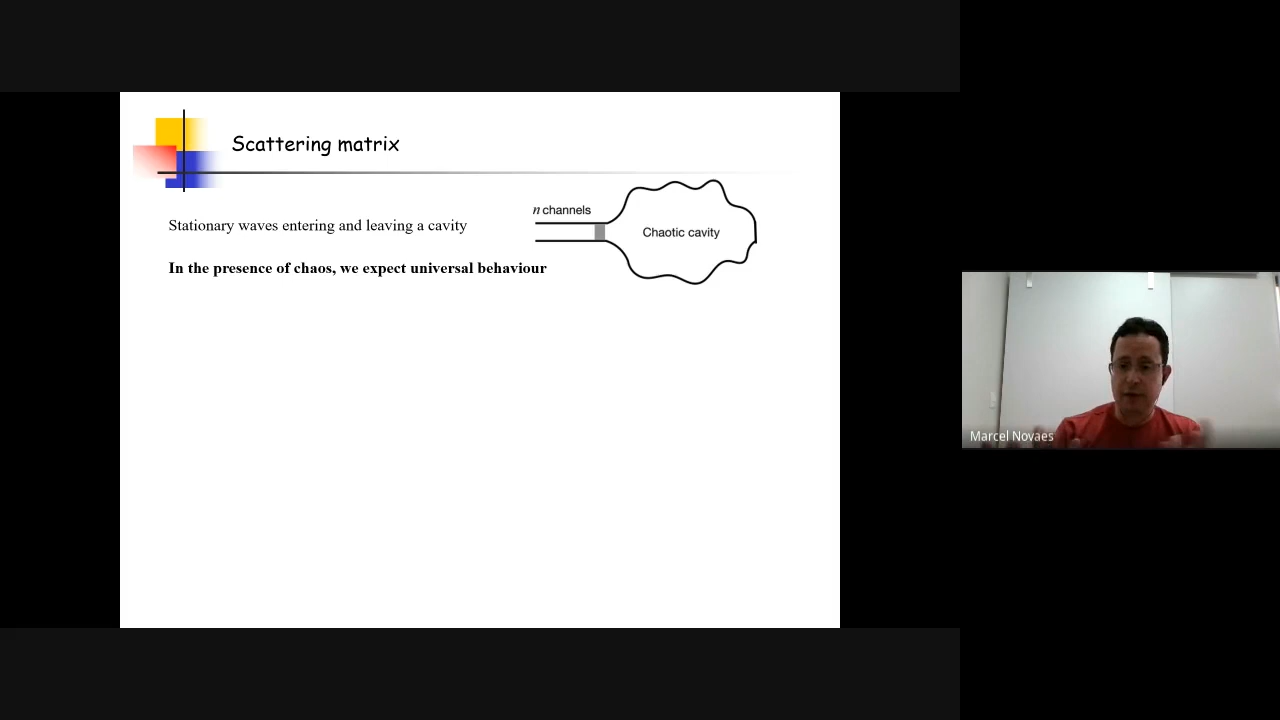 Scattering matrix
n channels
Stationary waves entering and leaving a cavity
Chaotic cavity
In the presence of chaos, we expect universal behaviour
Marcel Novaes